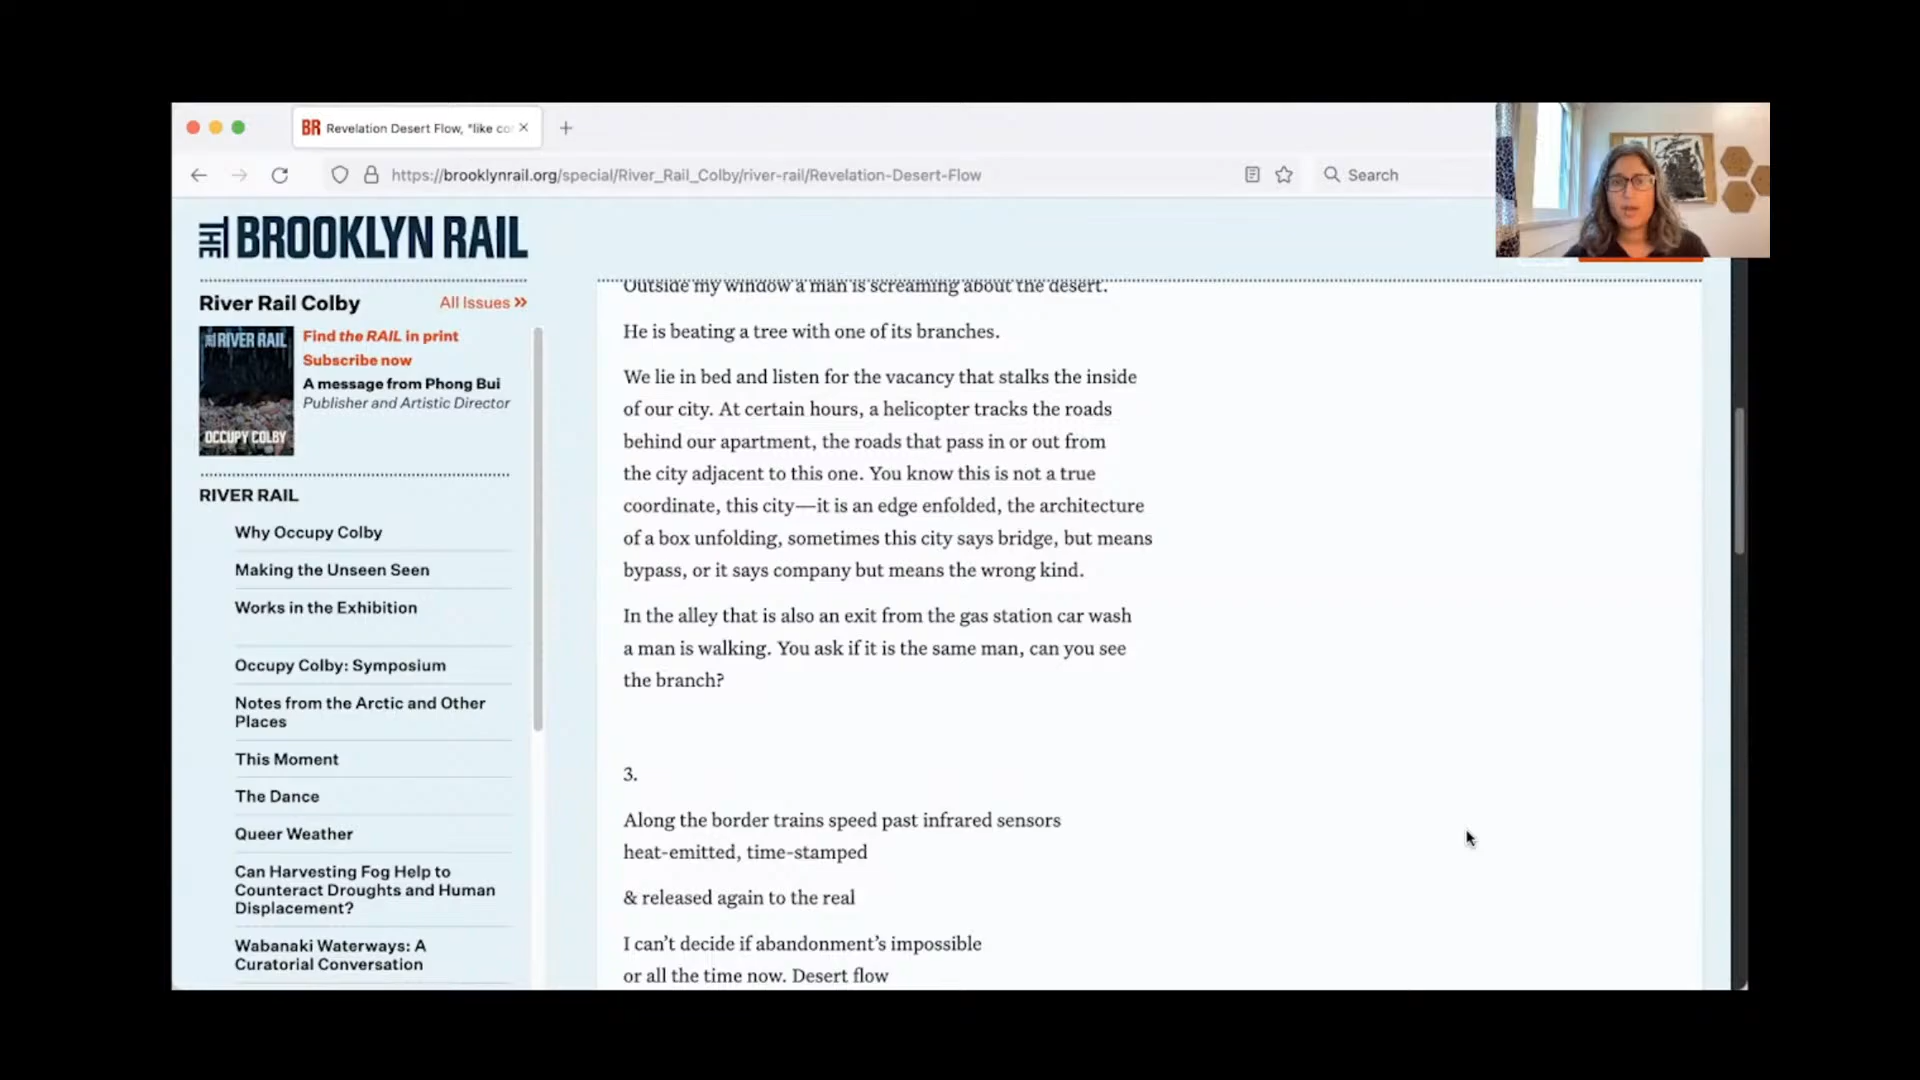 BR Revelation Desert Flow, "like co
https://brooklynrail.org/special/River_Rail_Colby/river-rail/Revelation-Desert-Flow
Search
THE BROOKLYN RAIL
River Rail Colby
All Issues »
RIVER RAIL
OCCUPY COLBY
Find the RAIL in print
Subscribe now
A message from Phong Bui
Publisher and Artistic Director
RIVER RAIL
Why Occupy Colby
Making the Unseen Seen
Works in the Exhibition
Occupy Colby: Symposium
Notes from the Arctic and Other
Places
This Moment
The Dance
Queer Weather
Can Harvesting Fog Help to
Counteract Droughts and Human
Displacement?
Wabanaki Waterways: A
Curatorial Conversation
Outside my window a man is screaming about the desert.
He is beating a tree with one of its branches.
We lie in bed and listen for the vacancy that stalks the inside
of our city. At certain hours, a helicopter tracks the roads
behind our apartment, the roads that pass in or out from
the city adjacent to this one. You know this is not a true
coordinate, this city—it is an edge enfolded, the architecture
of a box unfolding, sometimes this city says bridge, but means
bypass, or it says company but means the wrong kind.
In the alley that is also an exit from the gas station car wash
a man is walking. You ask if it is the same man, can you see
the branch?
3.
Along the border trains speed past infrared sensors
heat-emitted, time-stamped
& released again to the real
I can't decide if abandonment's impossible
or all the time now. Desert flow